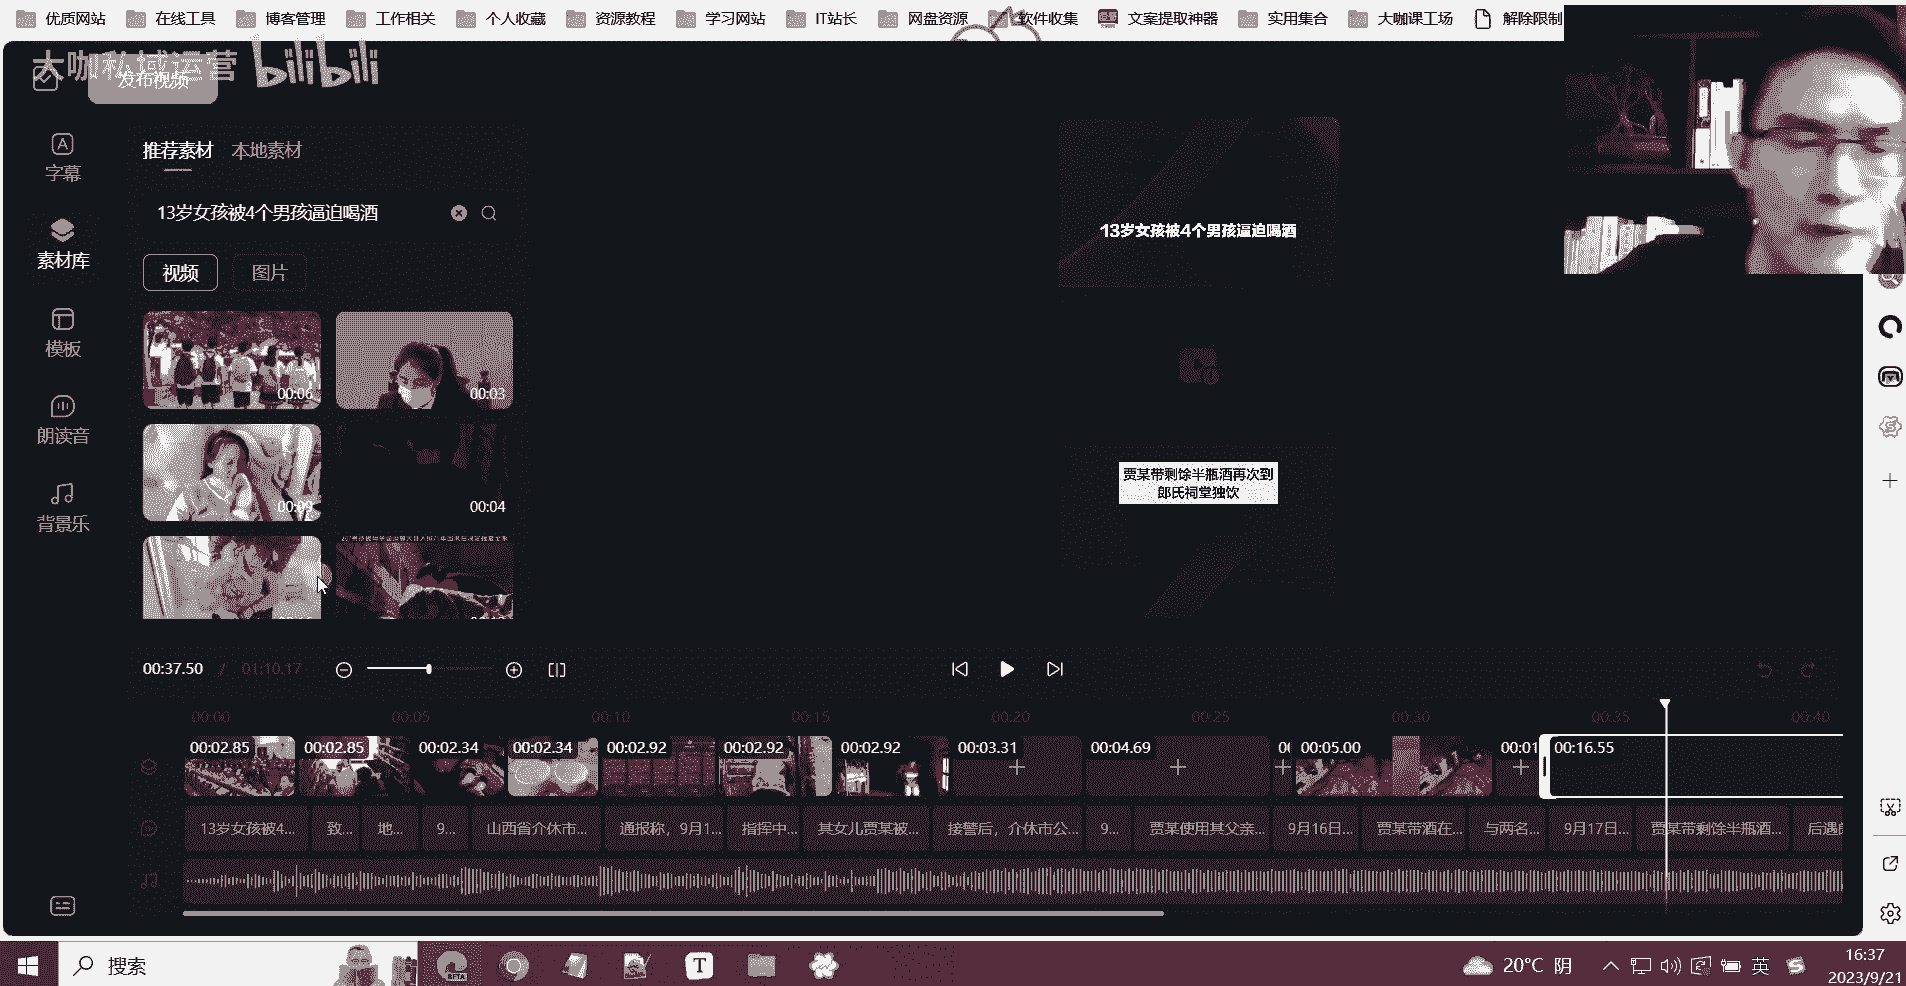 优质网站 在线工具 博客管理 工作相关 个人收藏 资源教程 学习网站 IT站长 网盘资源 软件收集 文案提取神器 实用集合 大咖课工场 解除限制
大咖私域运营 bilibili
发布视频
字幕
素材库
模板
朗读音
背景乐
推荐素材 本地素材
13岁女孩被4个男孩逼迫喝酒
视频 图片
00:06 00:03
00:09 00:04
13岁女孩被4个男孩逼迫喝酒
贾某带剩馀半瓶酒再次到
郎氏祠堂独饮
00:37.50 / 01:10.17
00:00 00:05 00:10 00:15 00:20 00:25 00:30 00:35 00:40
00:02.85 00:02.85 00:02.34 00:02.34 00:02.92 00:02.92 00:02.92 00:03.31 00:04.69 00:05.00 00:01 00:16.55
13岁女孩被4... 致... 地... 9... 山西省介休市... 通报称，9月1... 指挥中... 其女儿贾某被... 接警后，介休市公... 9... 贾某使用其父亲... 9月16日... 贾某带酒在... 与两名... 9月17日... 贾某带剩馀半瓶酒... 后遇
搜索
BETA
T
20°C 阴
英
16:37
2023/9/21